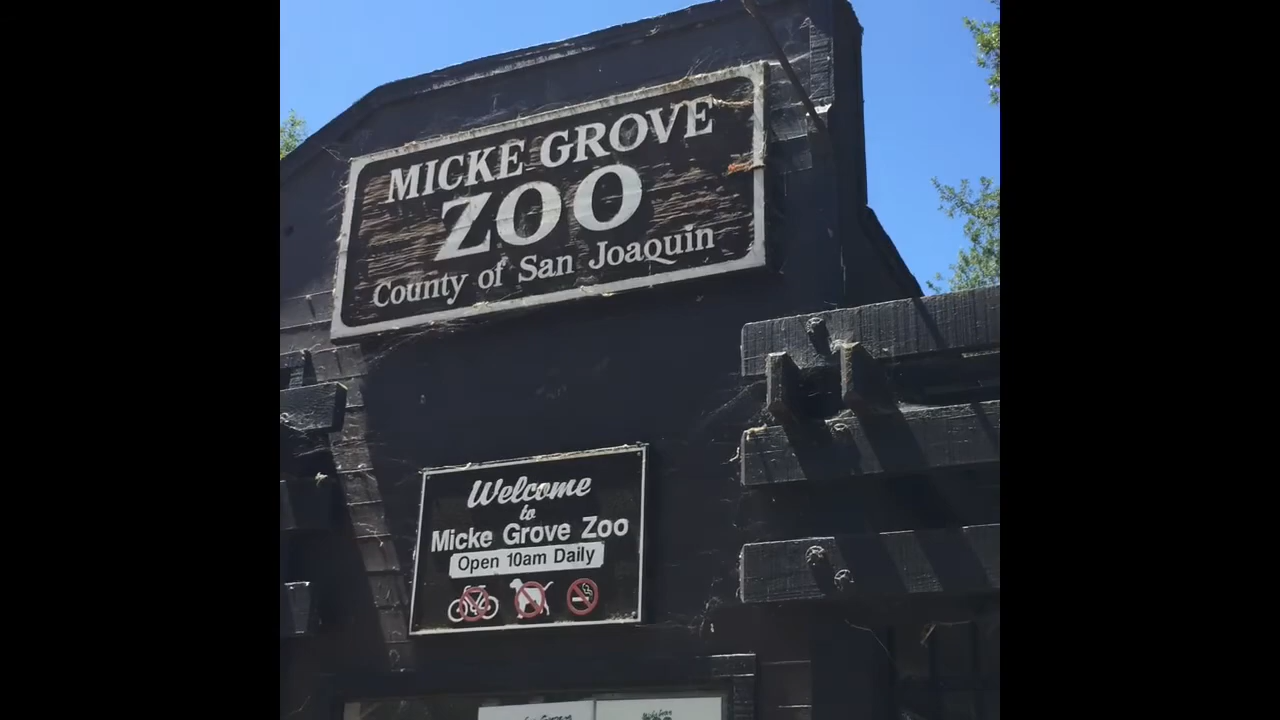 MICKE GROVE
ZOO
County of San Joaquin
Welcome
to
Micke Grove Zoo
Open 10am Daily